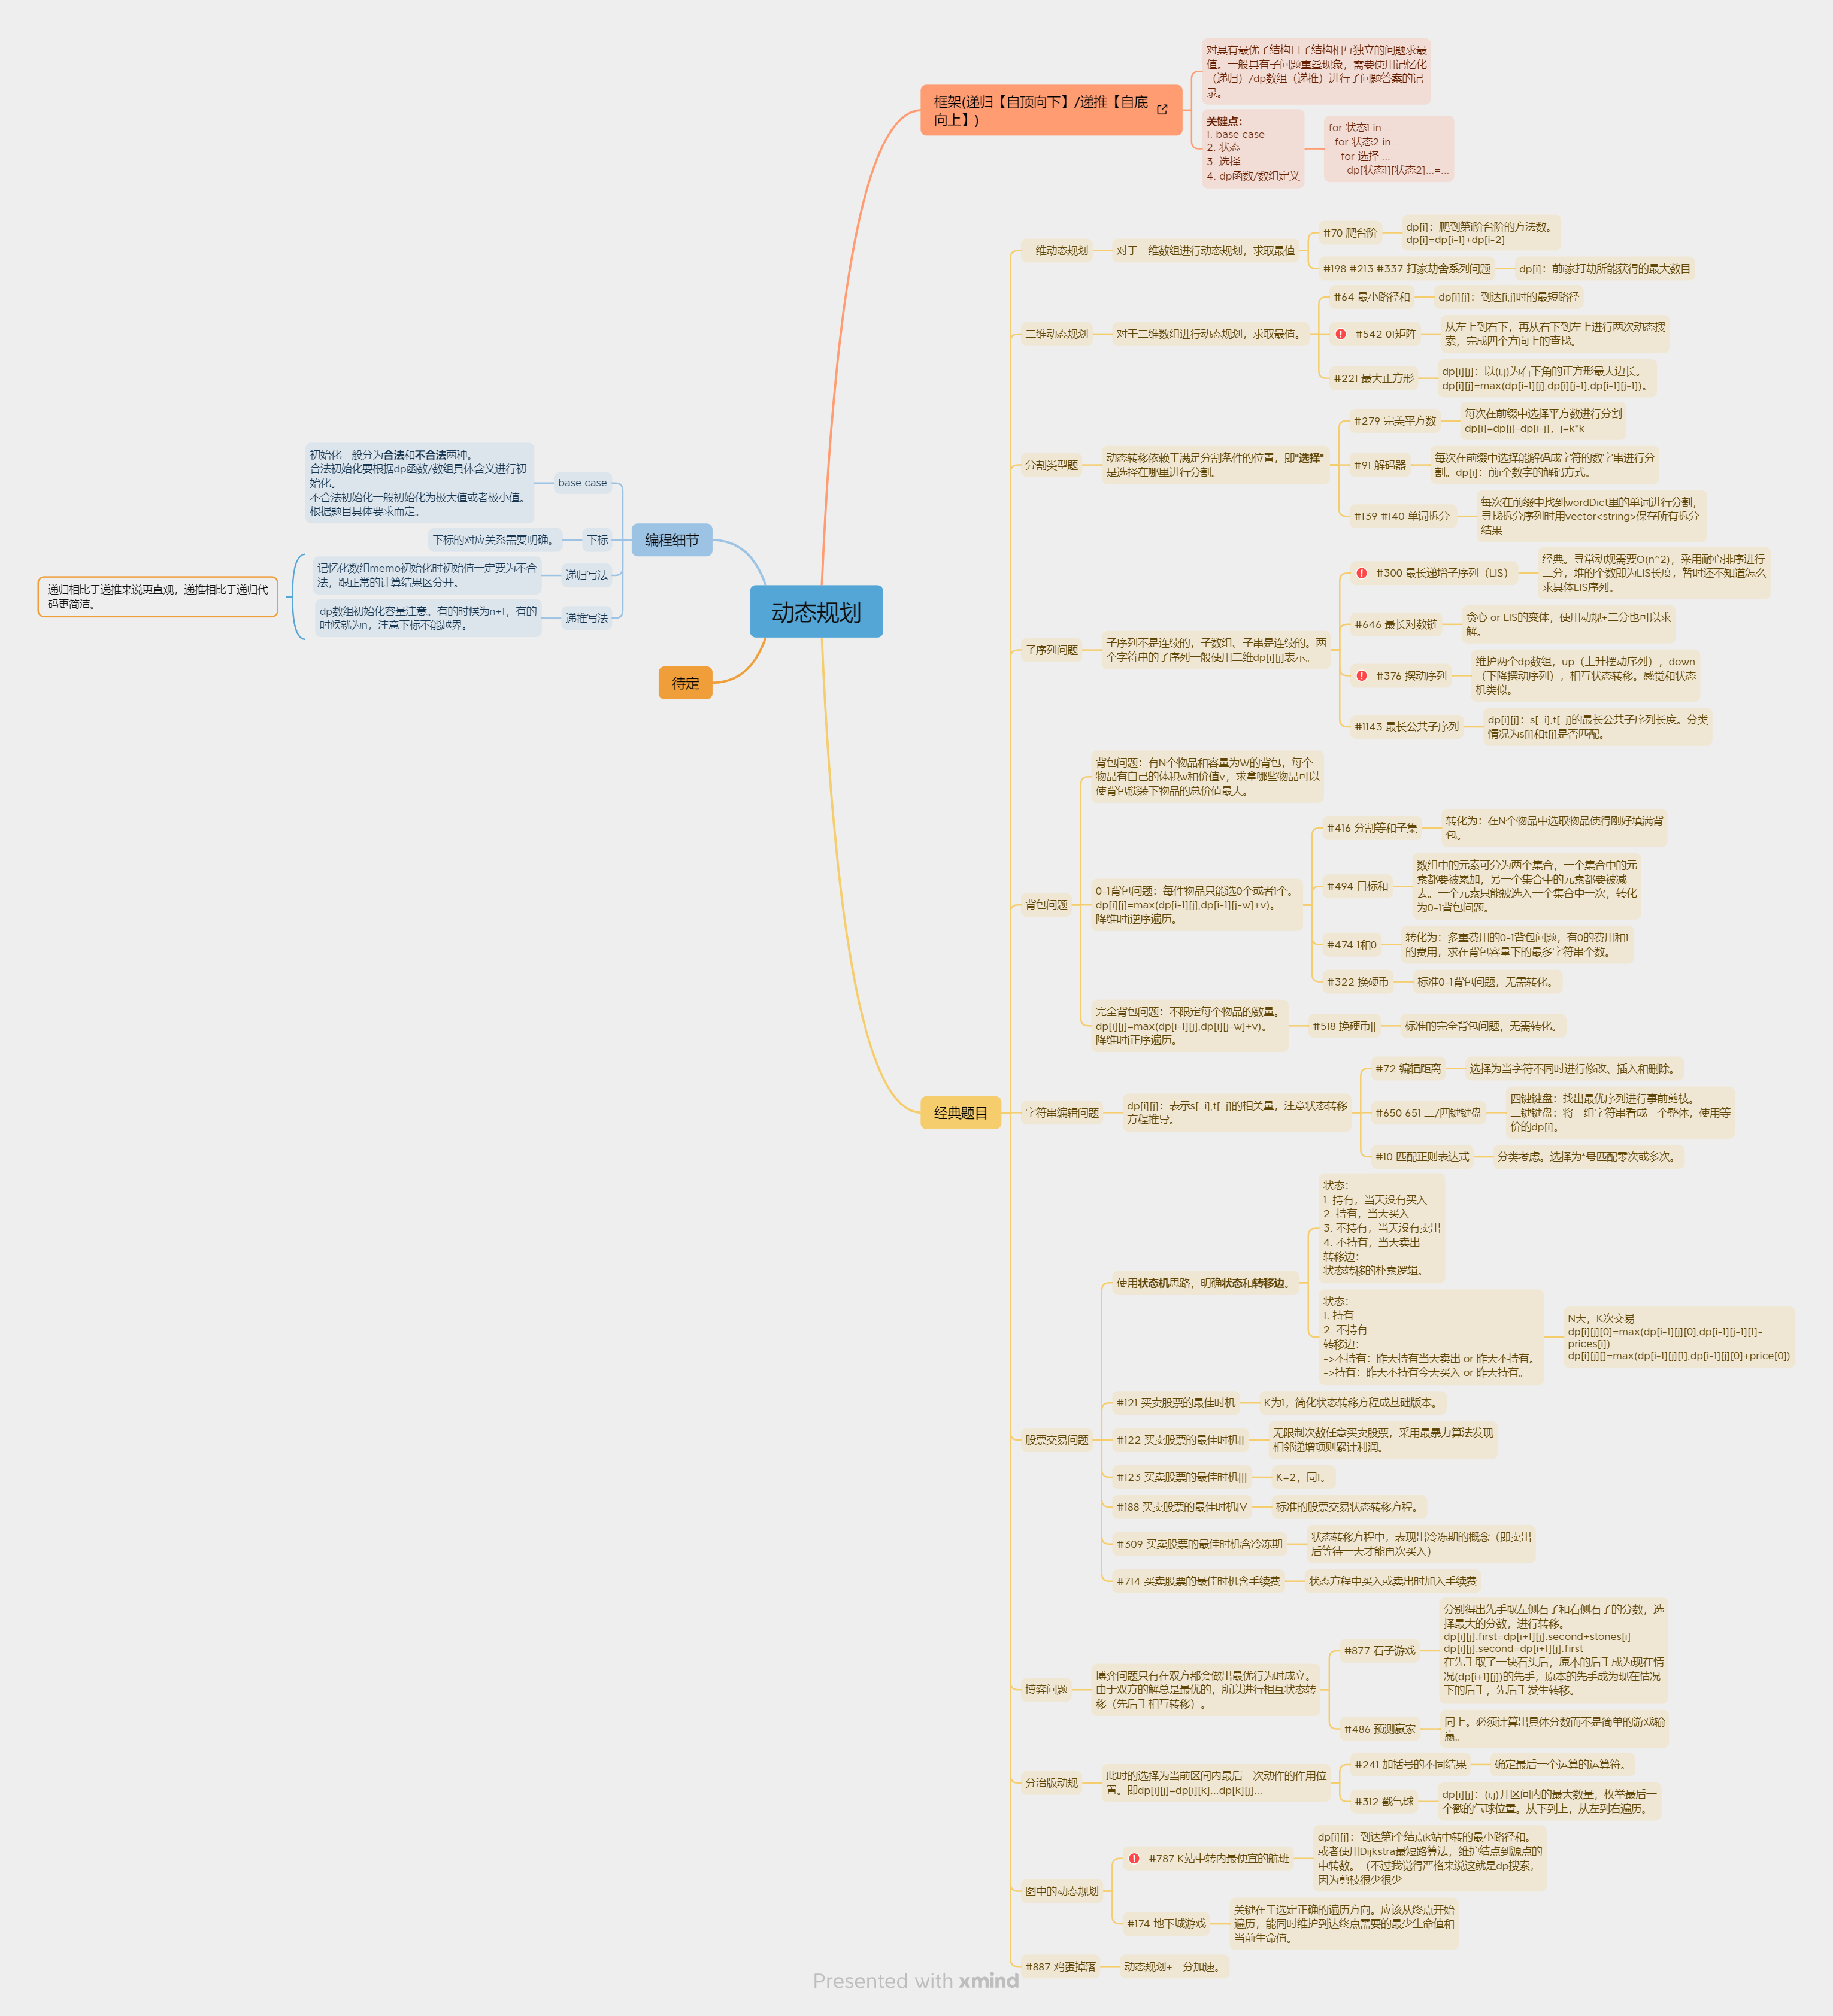 动态规划
框架(递归【自顶向下】/递推【自底
向上】)
对具有最优子结构且子结构相互独立的问题求最
值。一般具有子问题重叠现象，需要使用记忆化
（递归）/dp数组（递推）进行子问题答案的记
录。
关键点：
1. base case
2. 状态
3. 选择
4. dp函数/数组定义
for 状态1 in ...
for 状态2 in ...
for 选择 ...
dp[状态1][状态2]...=...
经典题目
一维动态规划
对于一维数组进行动态规划，求取最值
#70 爬台阶
dp[i]：爬到第i阶台阶的方法数。
dp[i]=dp[i-1]+dp[i-2]
#198 #213 #337 打家劫舍系列问题
dp[i]：前i家打劫所能获得的最大数目
二维动态规划
对于二维数组进行动态规划，求取最值。
#64 最小路径和
dp[i][j]：到达[i,j]时的最短路径
#542 01矩阵
从左上到右下，再从右下到左上进行两次动态搜
索，完成四个方向上的查找。
#221 最大正方形
dp[i][j]：以(i,j)为右下角的正方形最大边长。
dp[i][j]=max(dp[i-1][j],dp[i][j-1],dp[i-1][j-1])。
分割类型题
动态转移依赖于满足分割条件的位置，即"选择"
是选择在哪里进行分割。
#279 完美平方数
每次在前缀中选择平方数进行分割
dp[i]=dp[j]-dp[i-j]，j=k*k
#91 解码器
每次在前缀中选择能解码成字符的数字串进行分
割。dp[i]：前i个数字的解码方式。
#139 #140 单词拆分
每次在前缀中找到wordDict里的单词进行分割，
寻找拆分序列时用vector<string>保存所有拆分
结果
子序列问题
子序列不是连续的，子数组、子串是连续的。两
个字符串的子序列一般使用二维dp[i][j]表示。
#300 最长递增子序列（LIS）
经典。寻常动规需要O(n^2)，采用耐心排序进行
二分，堆的个数即为LIS长度，暂时还不知道怎么
求具体LIS序列。
#646 最长对数链
贪心 or LIS的变体，使用动规+二分也可以求
解。
#376 摆动序列
维护两个dp数组，up（上升摆动序列），down
（下降摆动序列），相互状态转移。感觉和状态
机类似。
#1143 最长公共子序列
dp[i][j]：s[..i],t[..j]的最长公共子序列长度。分类
情况为s[i]和t[j]是否匹配。
背包问题
背包问题：有N个物品和容量为W的背包，每个
物品有自己的体积w和价值v，求拿哪些物品可以
使背包锁装下物品的总价值最大。
0-1背包问题：每件物品只能选0个或者1个。
dp[i][j]=max(dp[i-1][j],dp[i-1][j-w]+v)。
降维时j逆序遍历。
#416 分割等和子集
转化为：在N个物品中选取物品使得刚好填满背
包。
#494 目标和
数组中的元素可分为两个集合，一个集合中的元
素都要被累加，另一个集合中的元素都要被减
去。一个元素只能被选入一个集合中一次，转化
为0-1背包问题。
#474 1和0
转化为：多重费用的0-1背包问题，有0的费用和1
的费用，求在背包容量下的最多字符串个数。
#322 换硬币
标准0-1背包问题，无需转化。
完全背包问题：不限定每个物品的数量。
dp[i][j]=max(dp[i-1][j],dp[i][j-w]+v)。
降维时j正序遍历。
#518 换硬币||
标准的完全背包问题，无需转化。
字符串编辑问题
dp[i][j]：表示s[..i],t[..j]的相关量，注意状态转移
方程推导。
#72 编辑距离
选择为当字符不同时进行修改、插入和删除。
#650 651 二/四键键盘
四键键盘：找出最优序列进行事前剪枝。
二键键盘：将一组字符串看成一个整体，使用等
价的dp[i]。
#10 匹配正则表达式
分类考虑。选择为*号匹配零次或多次。
股票交易问题
使用状态机思路，明确状态和转移边。
状态：
1. 持有，当天没有买入
2. 持有，当天买入
3. 不持有，当天没有卖出
4. 不持有，当天卖出
转移边：
状态转移的朴素逻辑。
状态：
1. 持有
2. 不持有
转移边：
->不持有：昨天持有当天卖出 or 昨天不持有。
->持有：昨天不持有今天买入 or 昨天持有。
N天，K次交易
dp[i][j][0]=max(dp[i-1][j][0],dp[i-1][j-1][1]-
prices[i])
dp[i][j][]=max(dp[i-1][j][1],dp[i-1][j][0]+price[0])
#121 买卖股票的最佳时机
K为1，简化状态转移方程成基础版本。
#122 买卖股票的最佳时机||
无限制次数任意买卖股票，采用最暴力算法发现
相邻递增项则累计利润。
#123 买卖股票的最佳时机|||
K=2，同1。
#188 买卖股票的最佳时机|V
标准的股票交易状态转移方程。
#309 买卖股票的最佳时机含冷冻期
状态转移方程中，表现出冷冻期的概念（即卖出
后等待一天才能再次买入）
#714 买卖股票的最佳时机含手续费
状态方程中买入或卖出时加入手续费
博弈问题
博弈问题只有在双方都会做出最优行为时成立。
由于双方的解总是最优的，所以进行相互状态转
移（先后手相互转移）。
#877 石子游戏
分别得出先手取左侧石子和右侧石子的分数，选
择最大的分数，进行转移。
dp[i][j].first=dp[i+1][j].second+stones[i]
dp[i][j].second=dp[i+1][j].first
在先手取了一块石头后，原本的后手成为现在情
况(dp[i+1][j])的先手，原本的先手成为现在情况
下的后手，先后手发生转移。
#486 预测赢家
同上。必须计算出具体分数而不是简单的游戏输
赢。
分治版动规
此时的选择为当前区间内最后一次动作的作用位
置。即dp[i][j]=dp[i][k]...dp[k][j]...
#241 加括号的不同结果
确定最后一个运算的运算符。
#312 戳气球
dp[i][j]：(i,j)开区间内的最大数量，枚举最后一
个戳的气球位置。从下到上，从左到右遍历。
图中的动态规划
#787 K站中转内最便宜的航班
dp[i][j]：到达第i个结点k站中转的最小路径和。
或者使用Dijkstra最短路算法，维护结点到源点的
中转数。（不过我觉得严格来说这就是dp搜索，
因为剪枝很少很少
#174 地下城游戏
关键在于选定正确的遍历方向。应该从终点开始
遍历，能同时维护到达终点需要的最少生命值和
当前生命值。
#887 鸡蛋掉落
动态规划+二分加速。
编程细节
base case
初始化一般分为合法和不合法两种。
合法初始化要根据dp函数/数组具体含义进行初
始化。
不合法初始化一般初始化为极大值或者极小值。
根据题目具体要求而定。
下标
下标的对应关系需要明确。
递归写法
记忆化数组memo初始化时初始值一定要为不合
法，跟正常的计算结果区分开。
递推写法
dp数组初始化容量注意。有的时候为n+1，有的
时候就为n，注意下标不能越界。
递归相比于递推来说更直观，递推相比于递归代
码更简洁。
待定
Presented with xmind